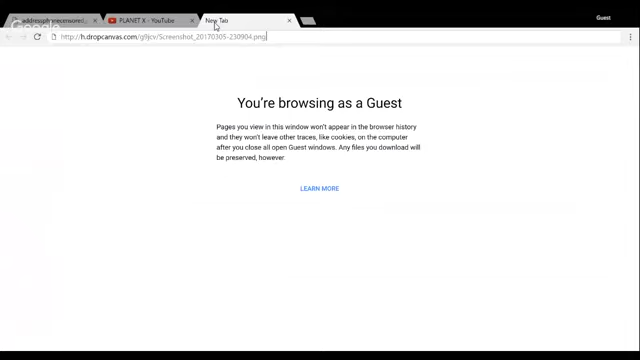 addressplanecensored_
PLANET X - YouTube
New Tab
Guest
Google
http://h.dropcanvas.com/g9jcv/Screenshot_20170305-230904.png
You're browsing as a Guest
Pages you view in this window won't appear in the browser history
and they won't leave other traces, like cookies, on the computer
after you close all open Guest windows. Any files you download will
be preserved, however.
LEARN MORE